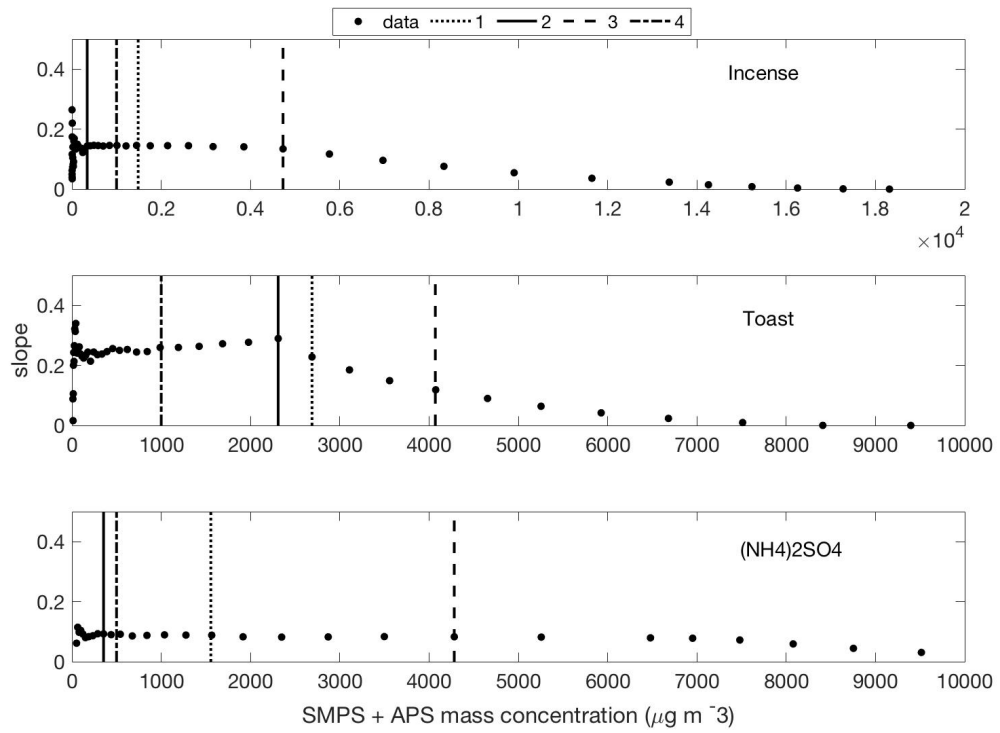 data 1 2 3 4
Incense
0.4
0.2
0
0 0.2 0.4 0.6 0.8 1 1.2 1.4 1.6 1.8 2
×10⁴
Toast
0.4
0.2
0
slope
0 1000 2000 3000 4000 5000 6000 7000 8000 9000 10000
(NH4)2SO4
0.4
0.2
0
0 1000 2000 3000 4000 5000 6000 7000 8000 9000 10000
SMPS + APS mass concentration (μg m ¯3)